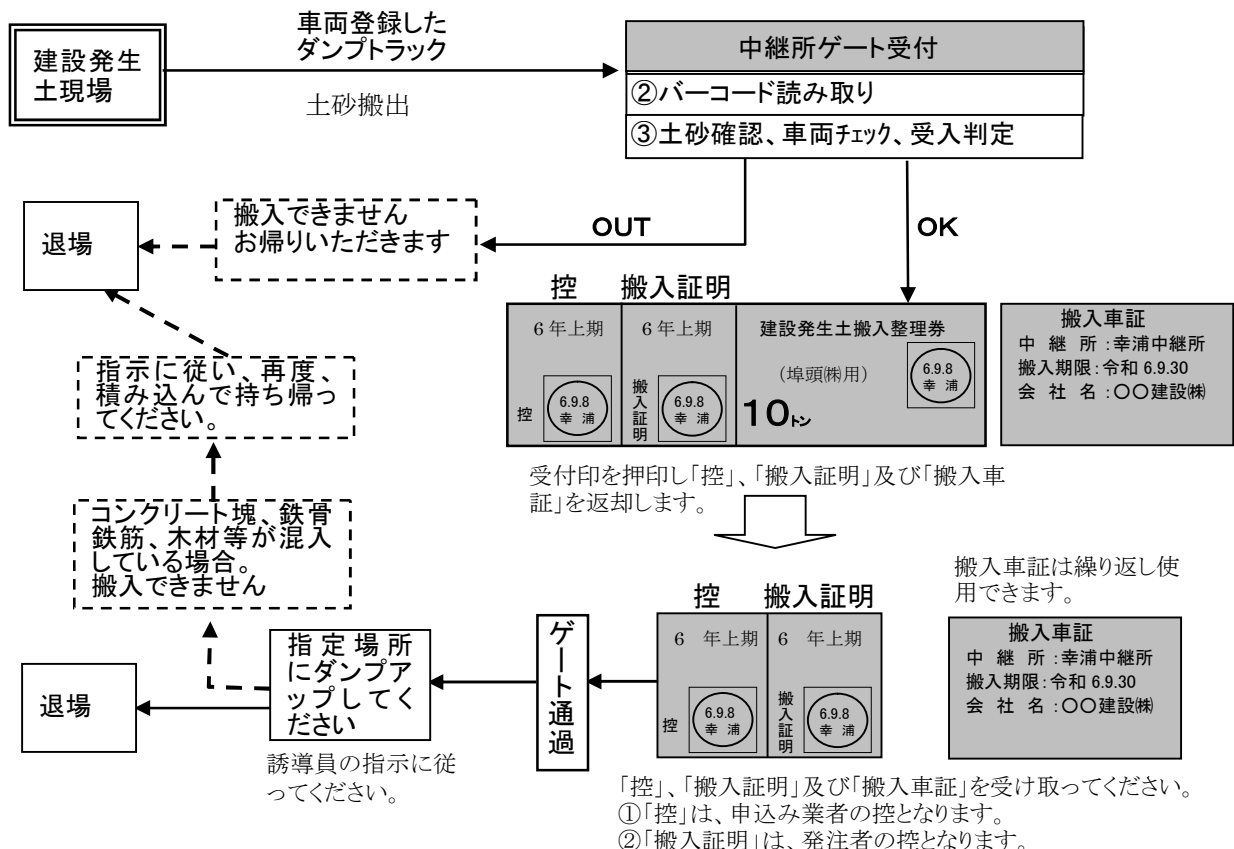 車両登録した
ダンプトラック
建設発生
土現場
土砂搬出
中継所ゲート受付
②バーコード読み取り
③土砂確認、車両チェック、受入判定
搬入できません
お帰りいただきます
退場
OUT
OK
控 搬入証明
6年上期
控
6.9.8
幸 浦
6年上期
搬入証明
6.9.8
幸 浦
建設発生土搬入整理券
(埠頭㈱用)
10トン
6.9.8
幸 浦
搬入車証
中 継 所:幸浦中継所
搬入期限:令和 6.9.30
会 社 名:〇〇建設㈱
指示に従い、再度、
積み込んで持ち帰っ
てください。
受付印を押印し「控」、「搬入証明」及び「搬入車
証」を返却します。
コンクリート塊、鉄骨
鉄筋、木材等が混入
している場合。
搬入できません
搬入車証は繰り返し使
用できます。
控 搬入証明
6 年上期
控
6.9.8
幸 浦
6 年上期
搬入証明
6.9.8
幸 浦
搬入車証
中 継 所:幸浦中継所
搬入期限:令和 6.9.30
会 社 名:〇〇建設㈱
ゲート通過
指定場所
にダンプア
ップしてく
ださい
退場
誘導員の指示に従
ってください。
「控」、「搬入証明」及び「搬入車証」を受け取ってください。
①「控」は、申込み業者の控となります。
②「搬入証明」は、発注者の控となります。